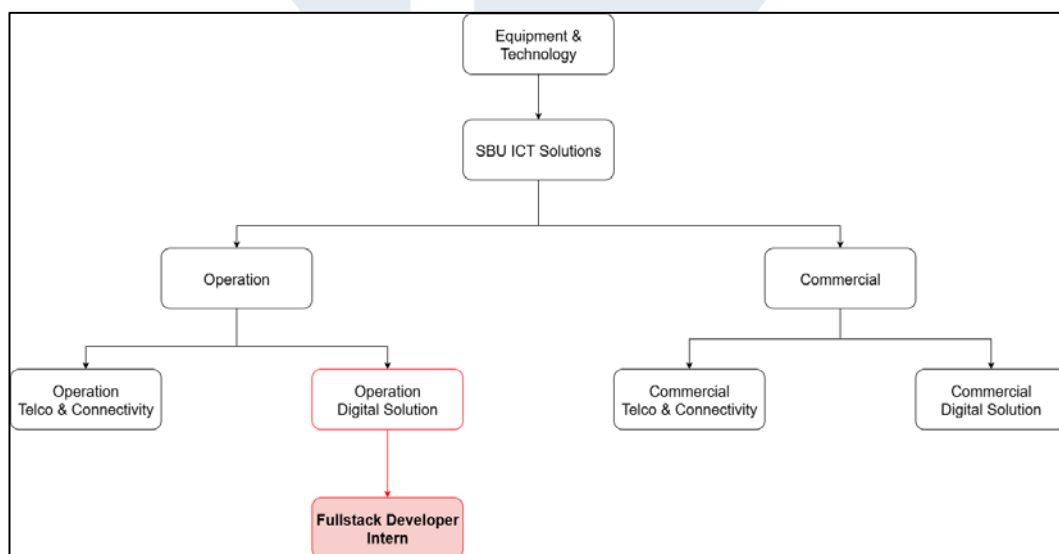 Equipment &
Technology
SBU ICT Solutions
Operation
Commercial
Operation
Telco & Connectivity
Operation
Digital Solution
Commercial
Telco & Connectivity
Commercial
Digital Solution
Fullstack Developer
Intern